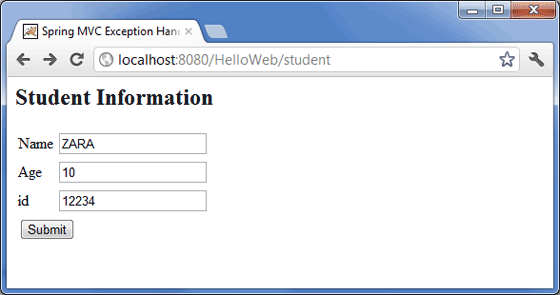 Spring MVC Exception Hand
localhost:8080/HelloWeb/student
Student Information
Name ZARA
Age 10
id 12234
Submit